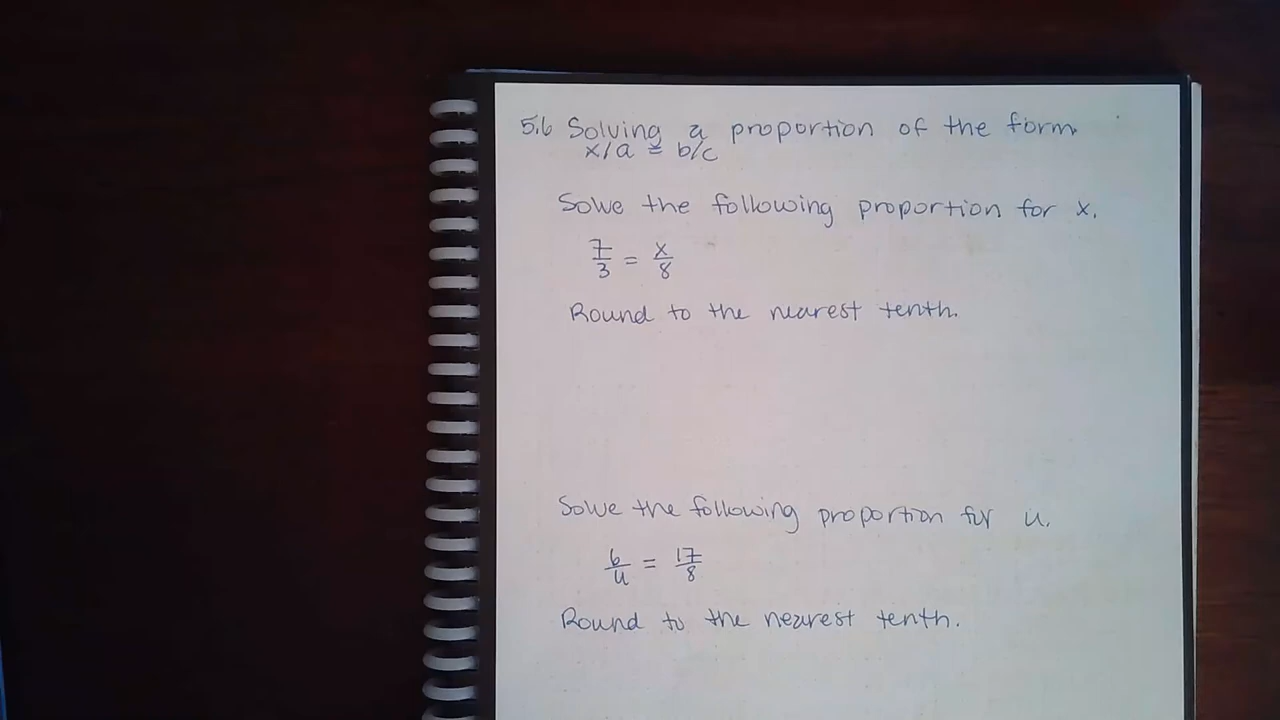 5.6 Solving a proportion of the form
x/a = b/c
Solve the following proportion for x.
7/3 = x/8
Round to the nearest tenth.
Solve the following proportion for u.
6/u = 17/8
Round to the nearest tenth.